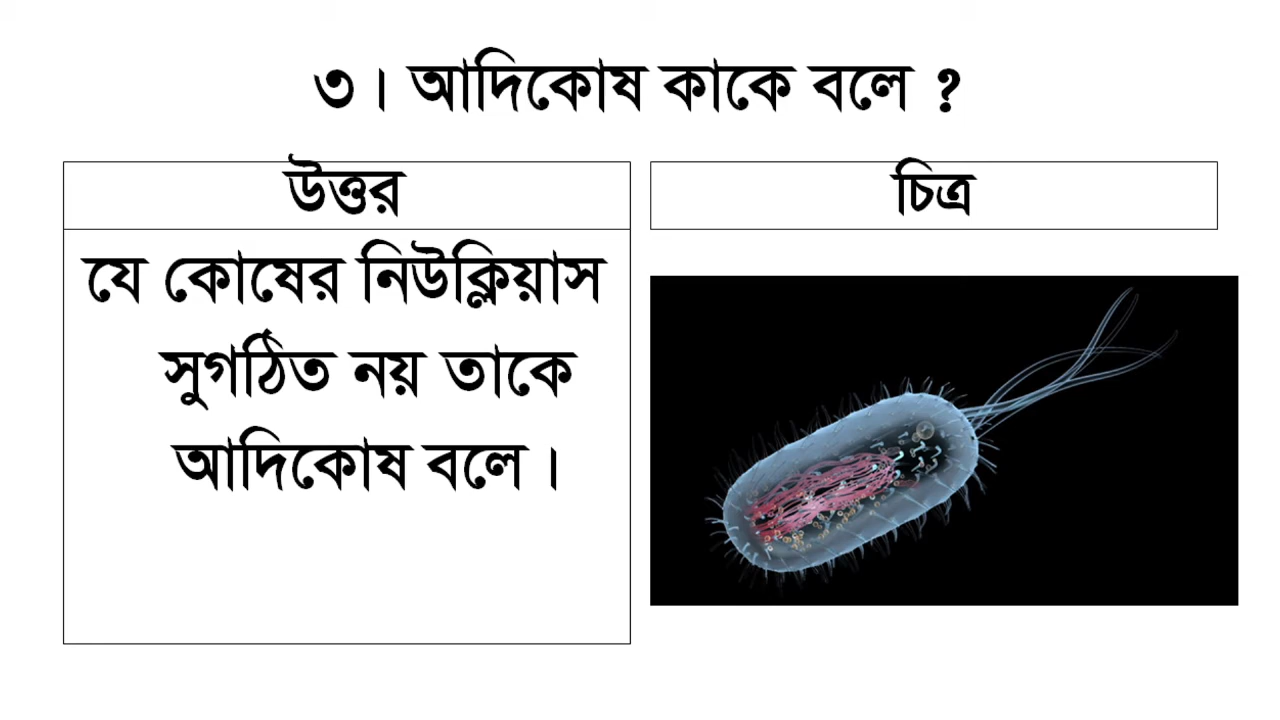 ৩। আদিকোষ কাকে বলে ?
উত্তর
যে কোষের নিউক্লিয়াস
সুগঠিত নয় তাকে
আদিকোষ বলে।
চিত্র